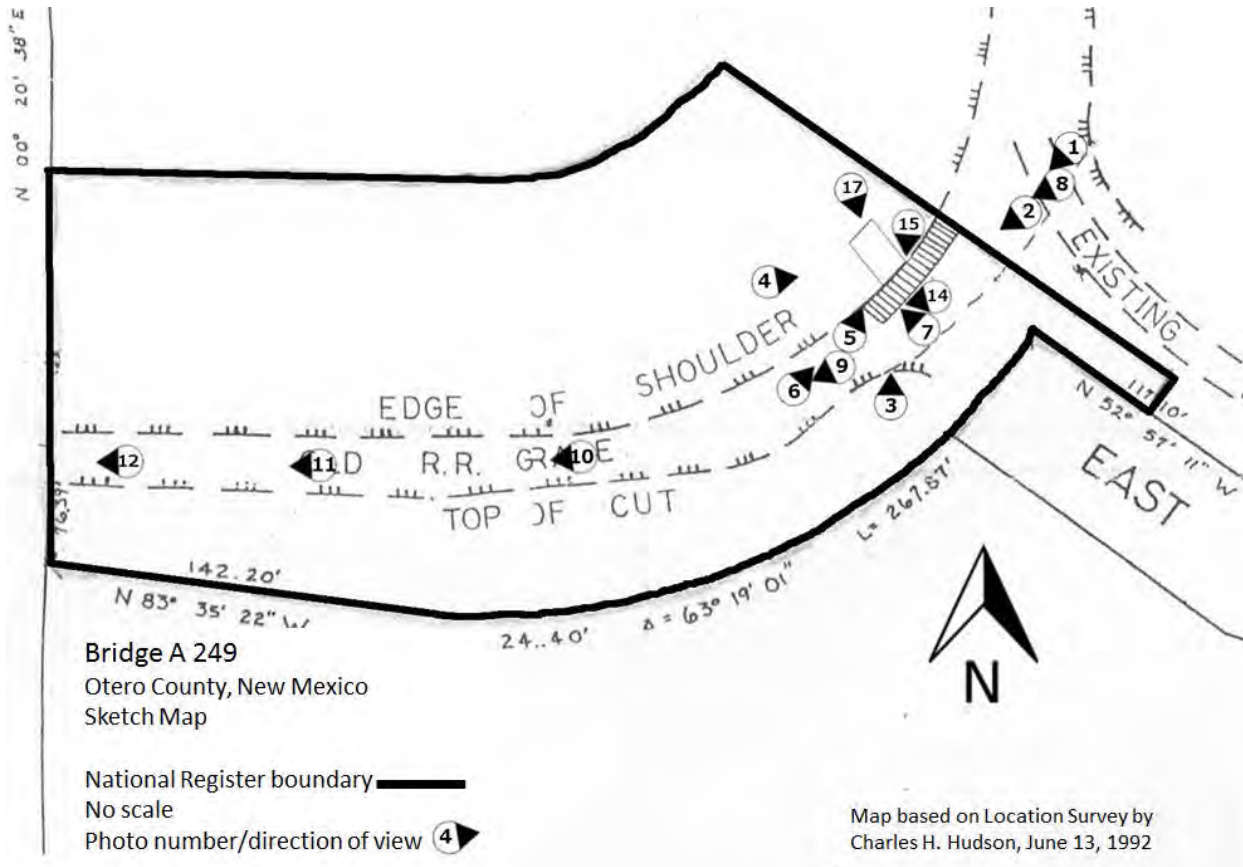 N 00° 20' 38" E
1
8
2
17
15
EXISTING
4
14
5
7
SHOULDER
6
9
3
EDGE OF
117.10'
N 52° 57' 11" W
12
11
R.R. GRADE
10
EAST
TOP OF CUT
76.39'
L = 267.87'
142.20'
N 83° 35' 22" W
24..40'
Δ = 63° 19' 01"
N
Bridge A 249
Otero County, New Mexico
Sketch Map
National Register boundary
No scale
Photo number/direction of view 4
Map based on Location Survey by
Charles H. Hudson, June 13, 1992